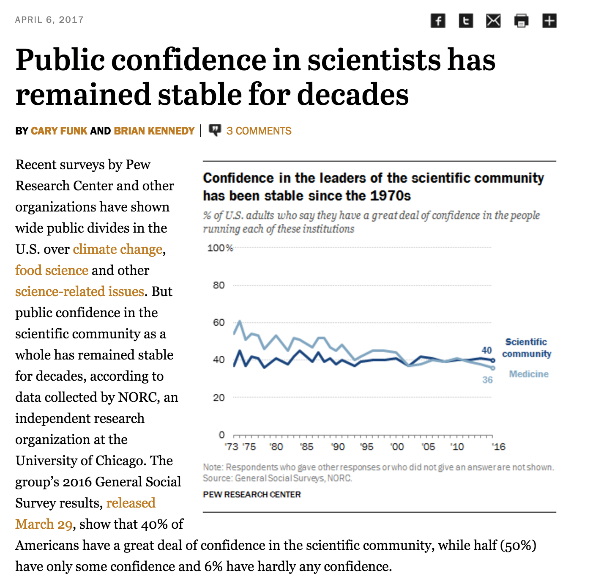 APRIL 6, 2017
Public confidence in scientists has
remained stable for decades
BY CARY FUNK AND BRIAN KENNEDY | 3 COMMENTS
Recent surveys by Pew
Research Center and other
organizations have shown
wide public divides in the
U.S. over climate change,
food science and other
science-related issues. But
public confidence in the
scientific community as a
whole has remained stable
for decades, according to
data collected by NORC, an
independent research
organization at the
University of Chicago. The
group's 2016 General Social
Survey results, released
March 29, show that 40% of
Americans have a great deal of confidence in the scientific community, while half (50%)
have only some confidence and 6% have hardly any confidence.
Confidence in the leaders of the scientific community
has been stable since the 1970s
% of U.S. adults who say they have a great deal of confidence in the people
running each of these institutions
100%
80
60
40
20
0
40
Scientific
community
Medicine
36
'73 '75 '80 '85 '90 '95 '00 '05 '10 '16
Note: Respondents who gave other responses or who did not give an answer are not shown.
Source: General Social Surveys, NORC.
PEW RESEARCH CENTER